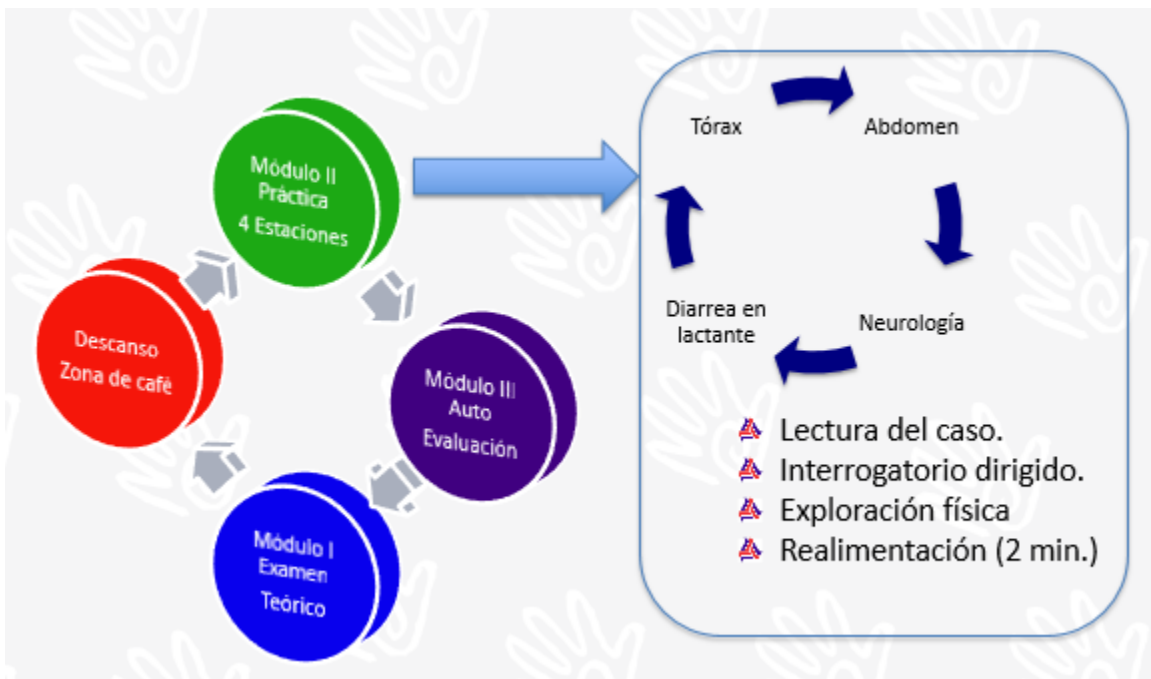 Módulo II
Práctica
4 Estaciones
Descanso
Zona de café
Módulo III
Auto
Evaluación
Módulo I
Examen
Teórico
Tórax
Abdomen
Diarrea en
lactante
Neurología
Lectura del caso.
Interrogatorio dirigido.
Exploración física
Realimentación (2 min.)